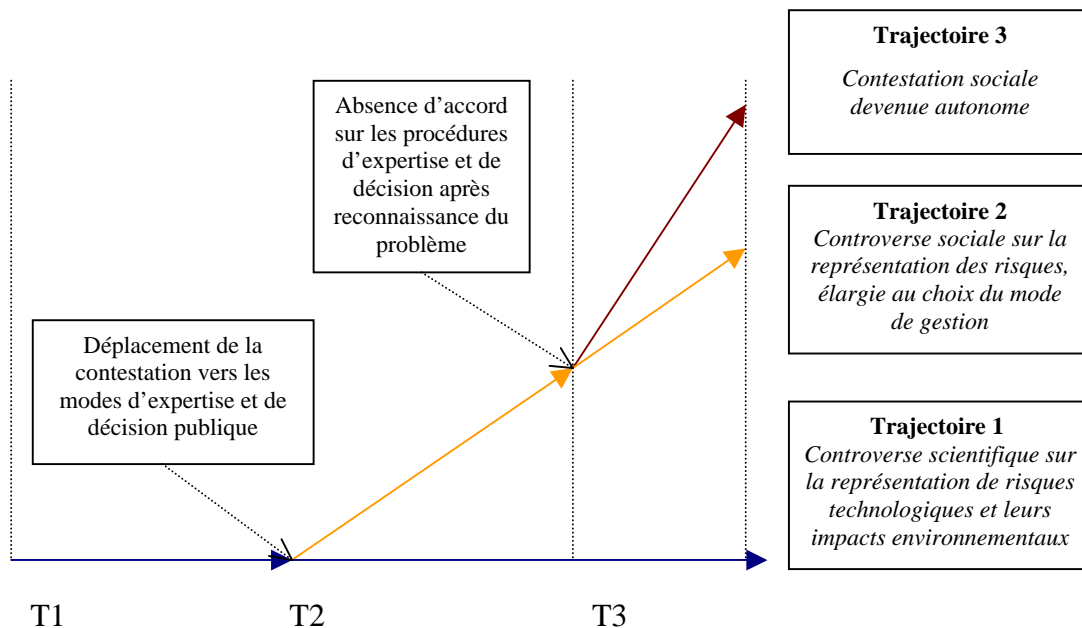 Trajectoire 3
Contestation sociale
devenue autonome
Absence d’accord
sur les procédures
d’expertise et de
décision après
reconnaissance du
problème
Trajectoire 2
Controverse sociale sur la
représentation des risques,
élargie au choix du mode
de gestion
Déplacement de la
contestation vers les
modes d’expertise et de
décision publique
Trajectoire 1
Controverse scientifique sur
la représentation de risques
technologiques et leurs
impacts environnementaux
T1
T2
T3